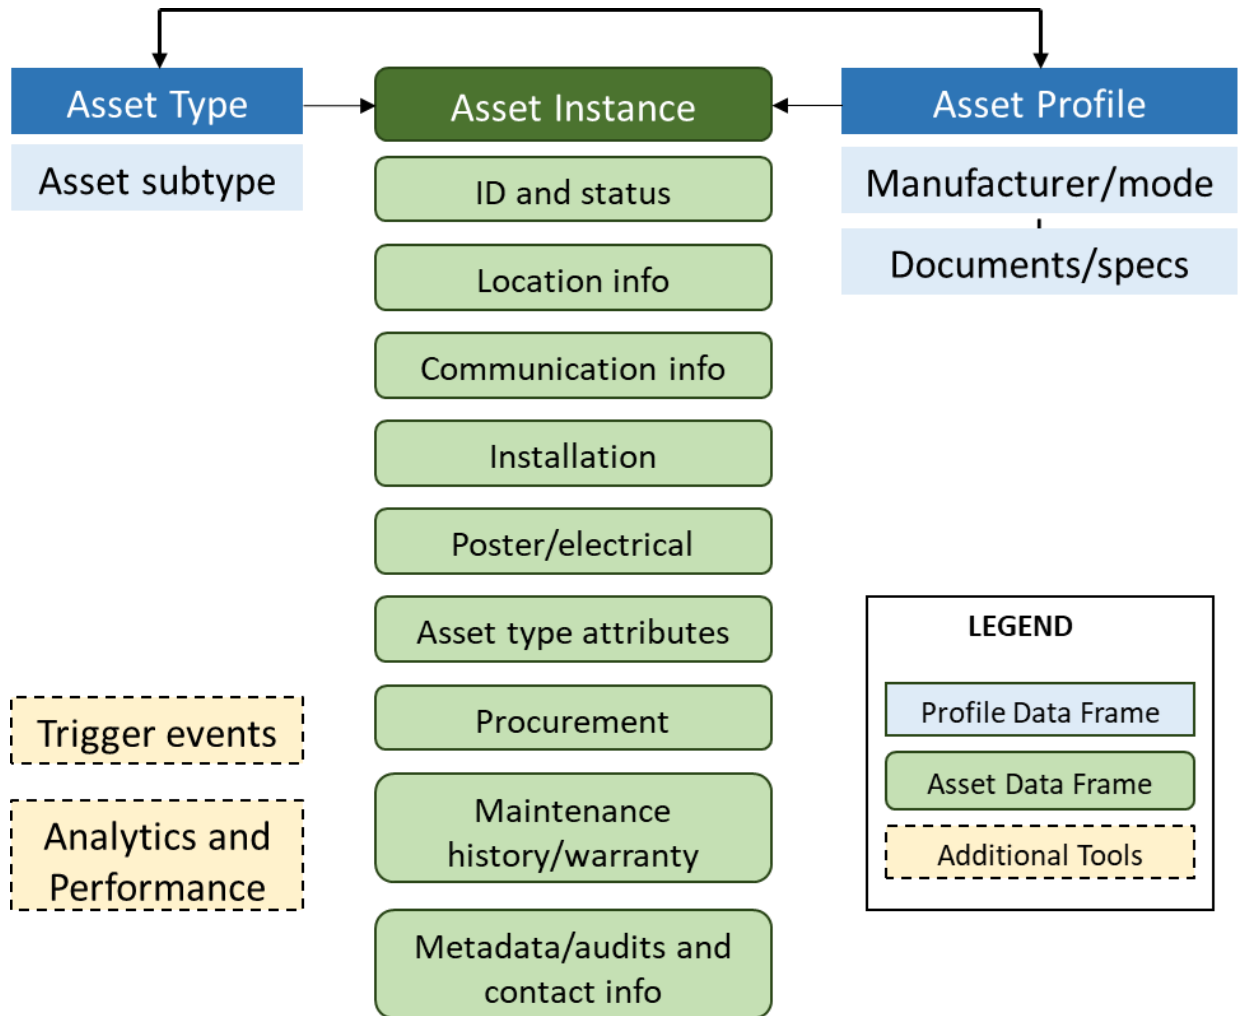 Asset Type
Asset subtype
Asset Instance
ID and status
Location info
Communication info
Installation
Poster/electrical
Asset type attributes
Procurement
Maintenance
history/warranty
Metadata/audits and
contact info
Asset Profile
Manufacturer/mode
Documents/specs
Trigger events
Analytics and
Performance
LEGEND
Profile Data Frame
Asset Data Frame
Additional Tools